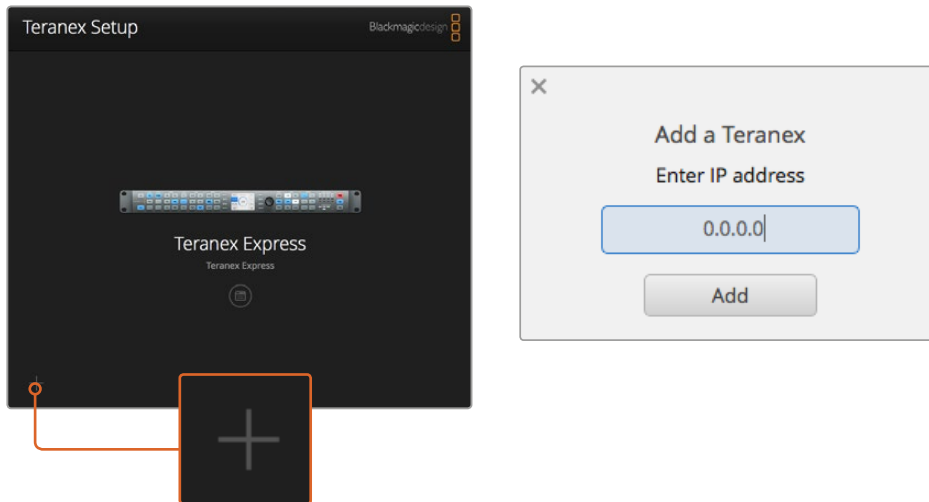 Teranex Setup
Blackmagicdesign
Teranex Express
Teranex Express
Add a Teranex
Enter IP address
0.0.0.0
Add